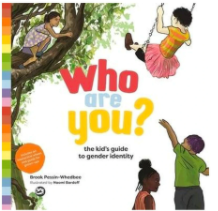 Who
are
you?
the kid's guide
to gender identity
Brook Pessin-Whedbee
Illustrated by Naomi Bardoff